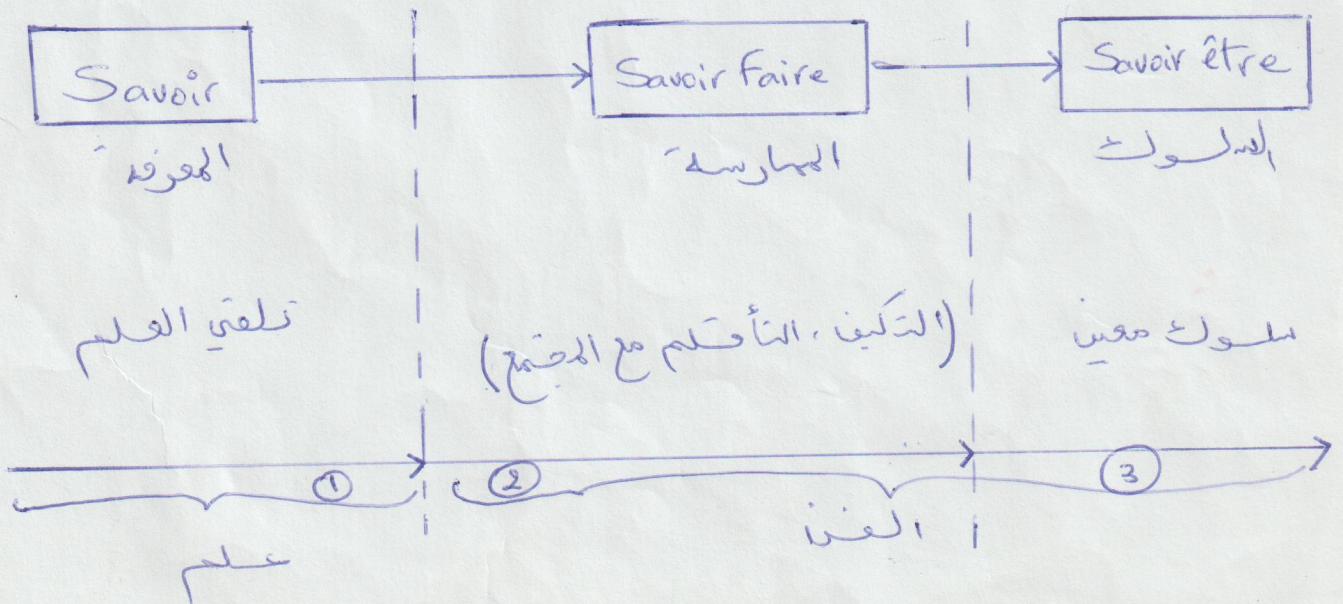 Savoir
Savoir Faire
Savoir être
المعرفة
الممارسة
السلوك
تلقي العلم
(التكيف، التأقلم مع المجتمع)
سلوك معين
1
2
3
علم
الفن